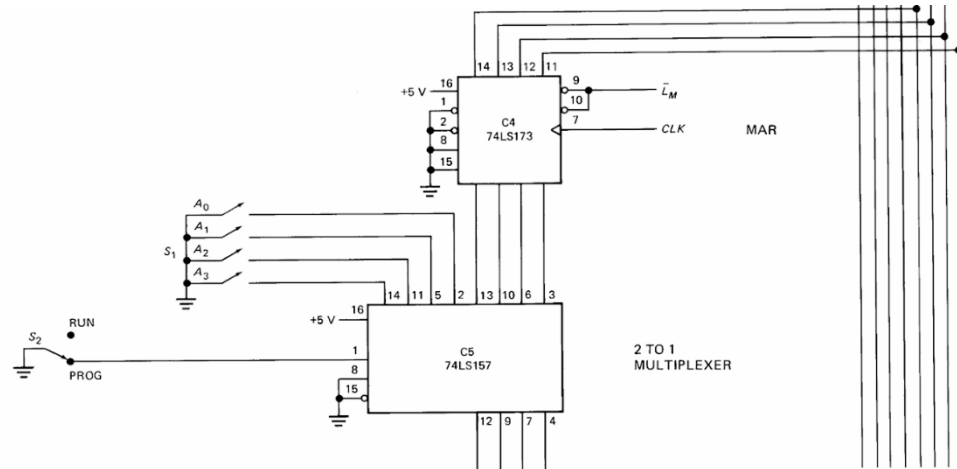 14 13 12 11
+5 V 16
1
2
8
15
C4
74LS173
9
10
7
L̅M
CLK
MAR
A0
A1
S1 A2
A3
14 11 5 2 13 10 6 3
+5 V 16
RUN
S2
PROG
1
8
15
C5
74LS157
2 TO 1
MULTIPLEXER
12 9 7 4